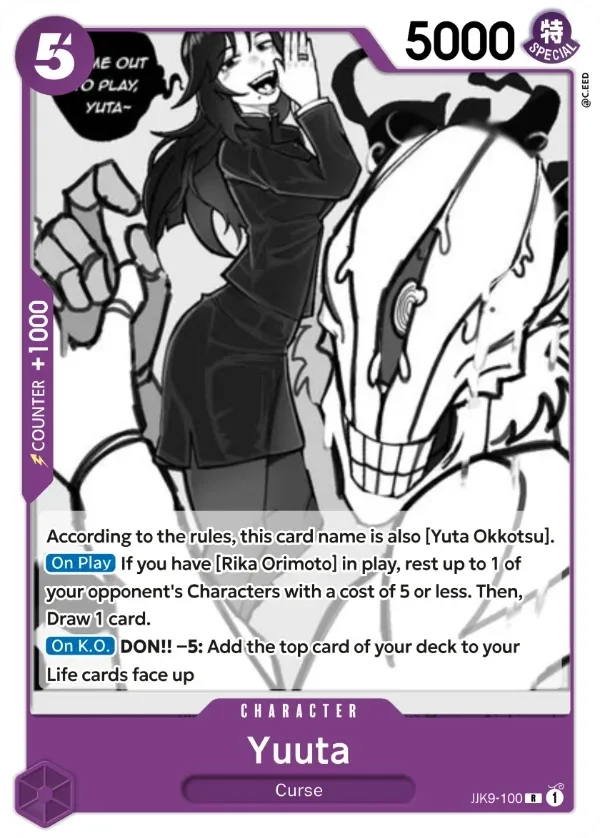 5
5000
特
SPECIAL
@C.EED
ME OUT
O PLAY,
YUTA~
COUNTER +1000
According to the rules, this card name is also [Yuta Okkotsu].
On Play If you have [Rika Orimoto] in play, rest up to 1 of
your opponent's Characters with a cost of 5 or less. Then,
Draw 1 card.
On K.O. DON!! −5: Add the top card of your deck to your
Life cards face up
CHARACTER
Yuuta
Curse
JJK9-100 R 1